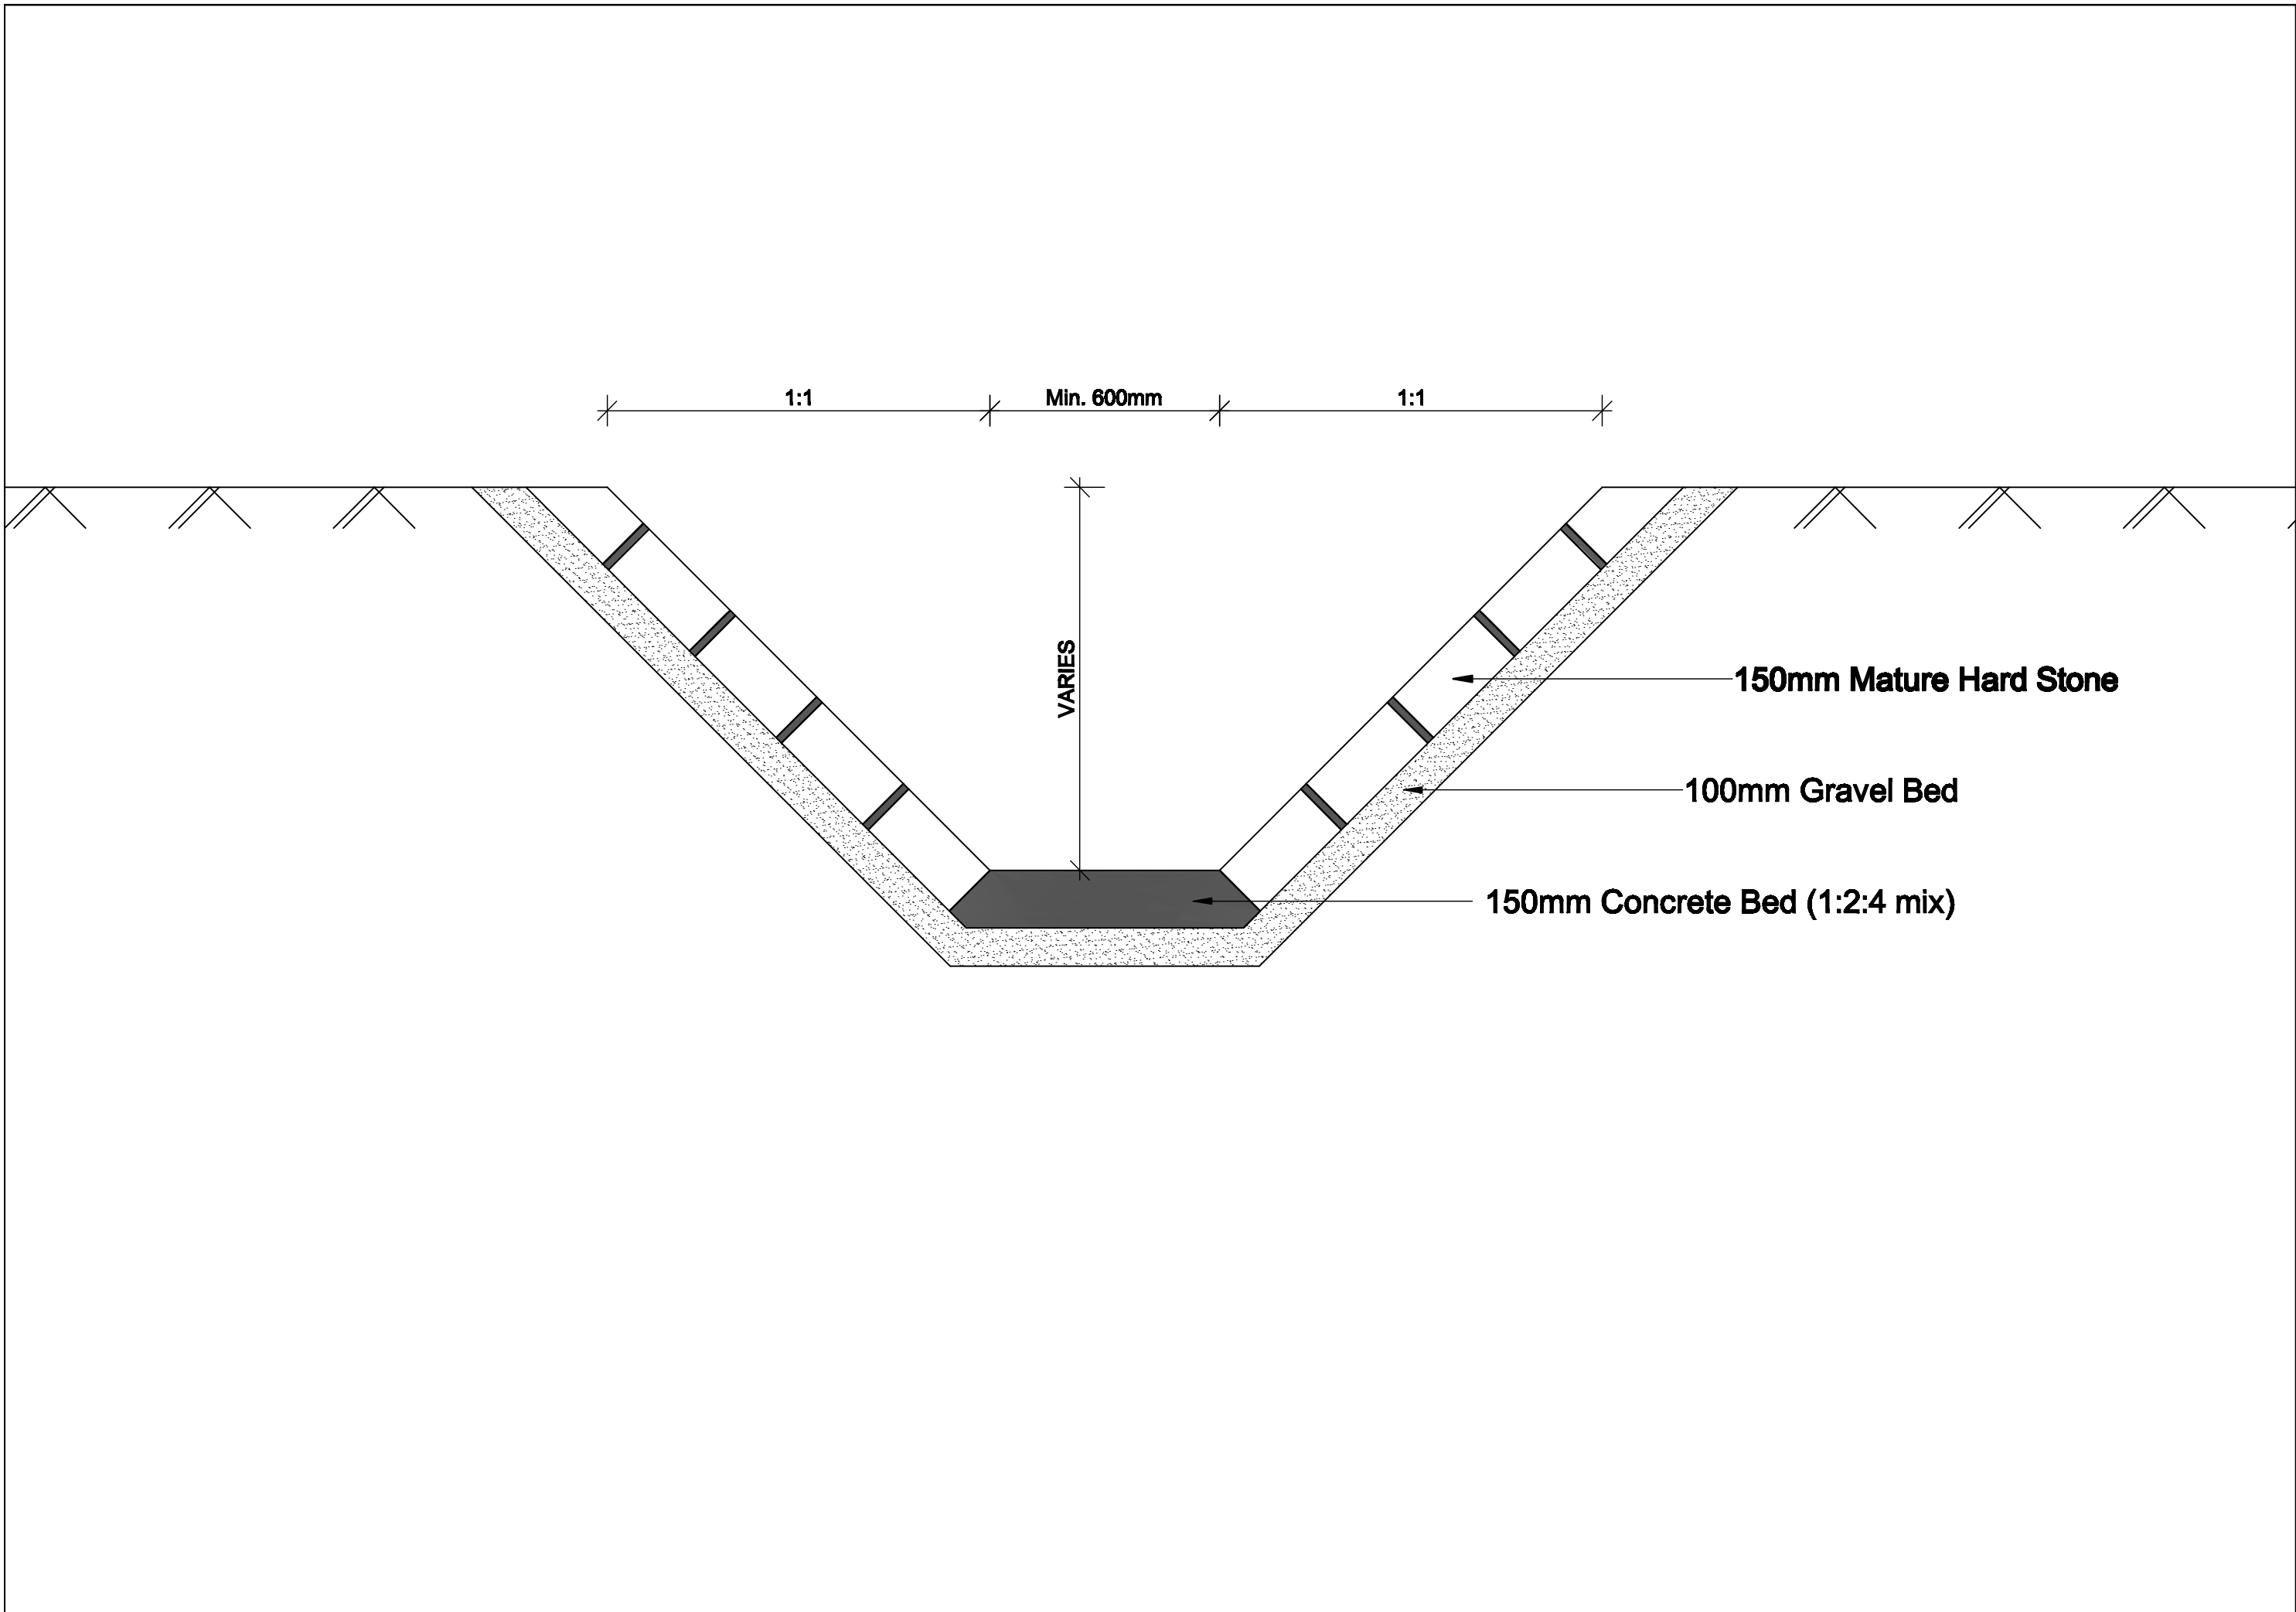 1:1
Min. 600mm
1:1
VARIES
150mm Mature Hard Stone
100mm Gravel Bed
150mm Concrete Bed (1:2:4 mix)